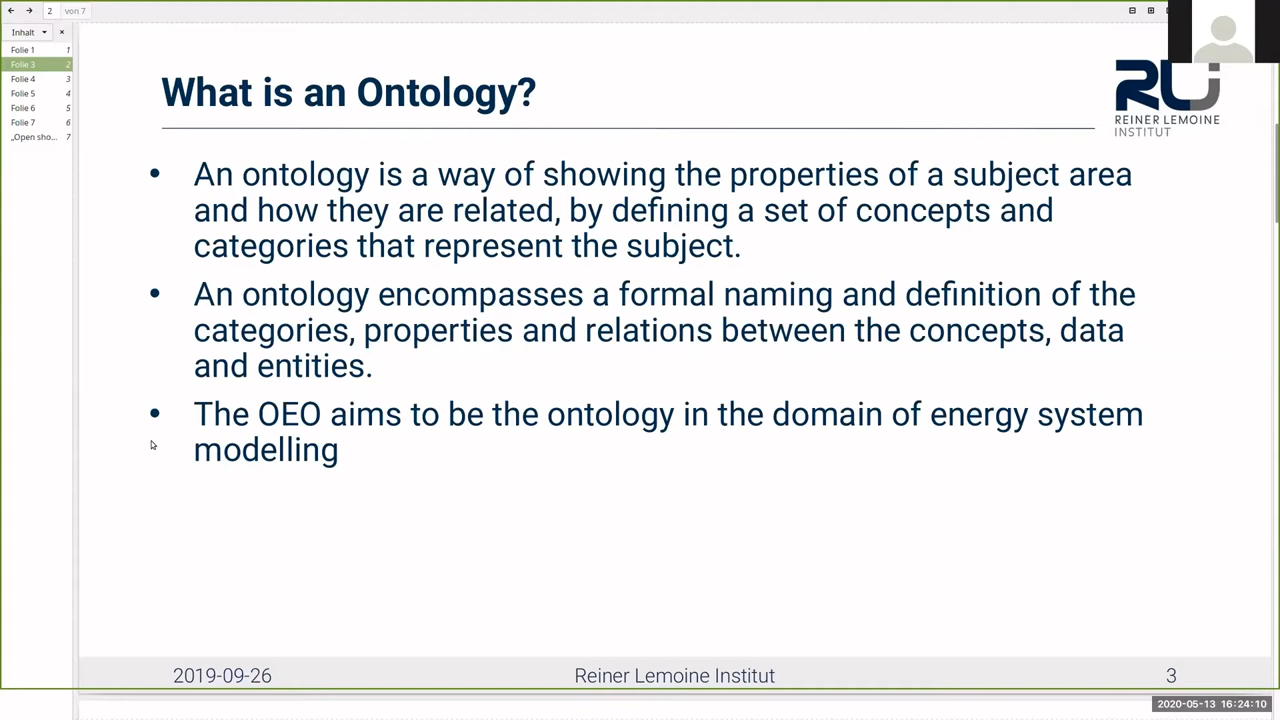 2 von 7
Inhalt
Folie 1 1
Folie 3 2
Folie 4 3
Folie 5 4
Folie 6 5
Folie 7 6
„Open sho... 7
What is an Ontology?
REINER LEMOINE
INSTITUT
• An ontology is a way of showing the properties of a subject area
and how they are related, by defining a set of concepts and
categories that represent the subject.
• An ontology encompasses a formal naming and definition of the
categories, properties and relations between the concepts, data
and entities.
• The OEO aims to be the ontology in the domain of energy system
modelling
2019-09-26 Reiner Lemoine Institut 3
2020-05-13 16:24:10